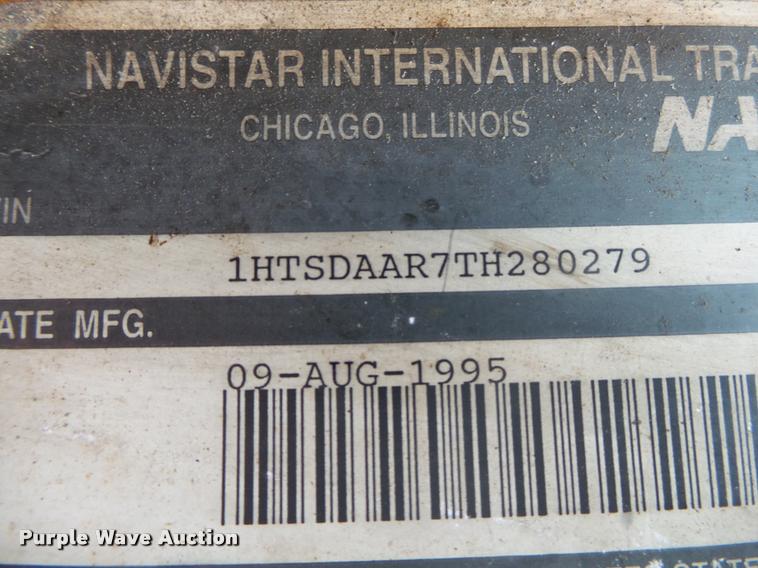 NAVISTAR INTERNATIONAL TRA
CHICAGO, ILLINOIS
NA
VIN
1HTSDAAR7TH280279
ATE MFG.
09-AUG-1995
Purple Wave Auction